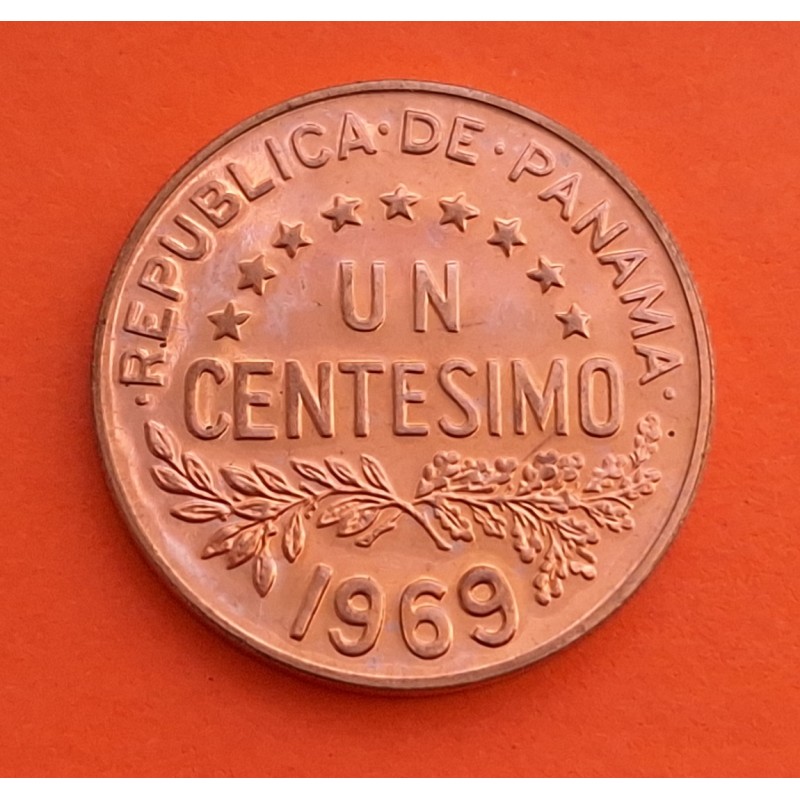 ·REPUBLICA·DE·PANAMA·
UN
CENTESIMO
1969